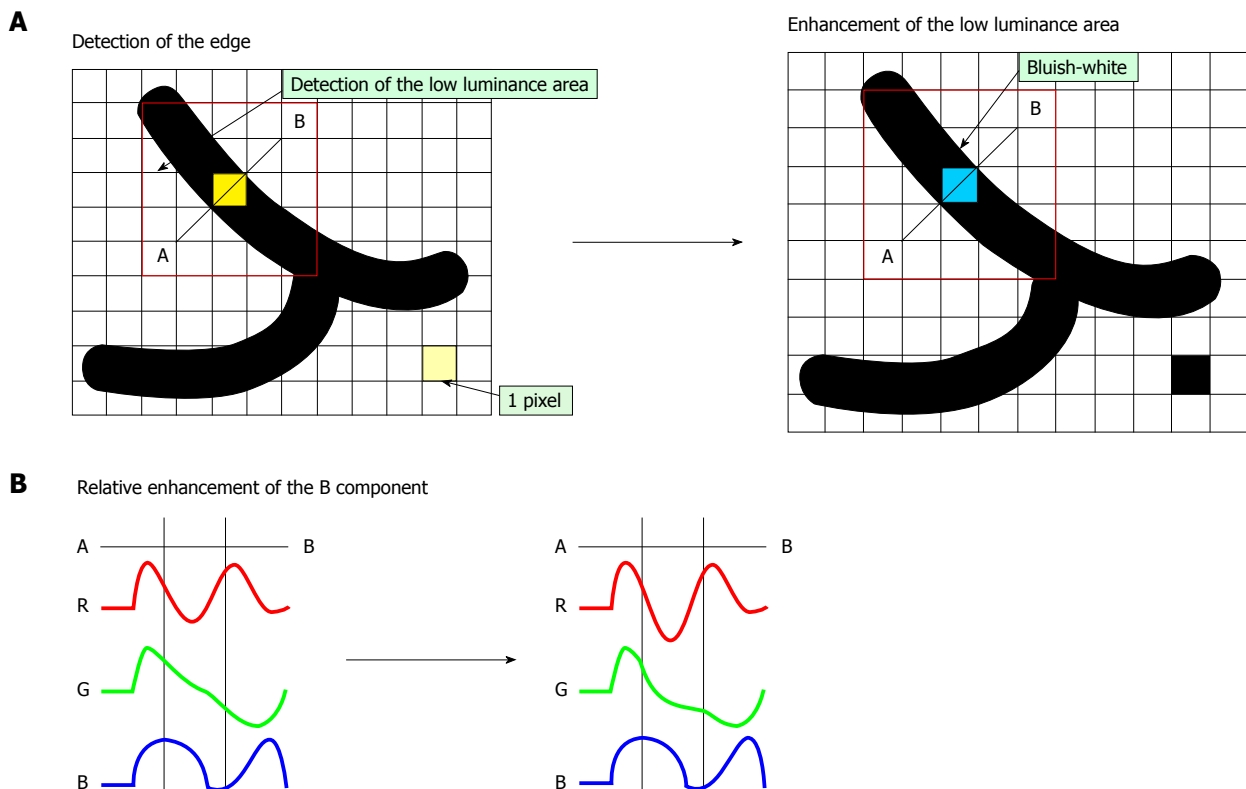 A
Detection of the edge
Enhancement of the low luminance area
Detection of the low luminance area
Bluish-white
B
B
A
A
1 pixel
B
Relative enhancement of the B component
A
B
A
B
R
R
G
G
B
B